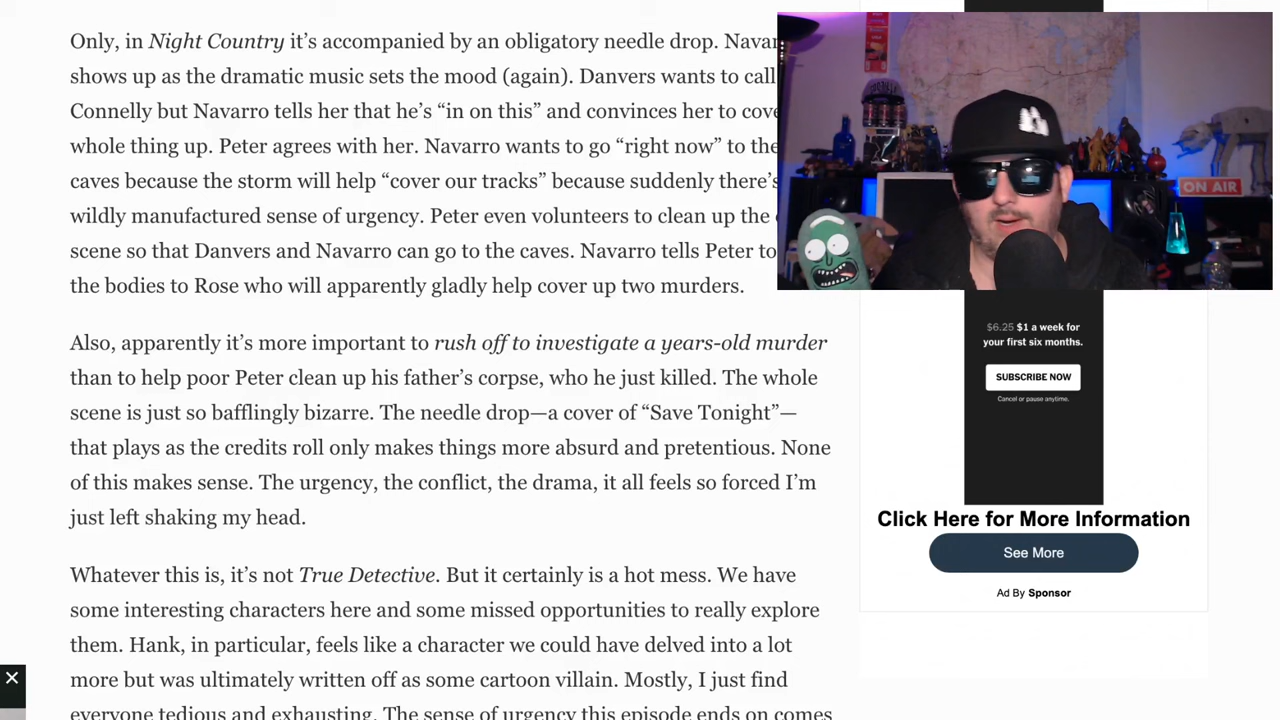 Only, in Night Country it’s accompanied by an obligatory needle drop.
shows up as the dramatic music sets the mood (again). Danvers wants to call
Connelly but Navarro tells her that he’s “in on this” and convinces her to
whole thing up. Peter agrees with her. Navarro wants to go “right now” to the
caves because the storm will help “cover our tracks” because suddenly there’s
wildly manufactured sense of urgency. Peter even volunteers to clean up the
scene so that Danvers and Navarro can go to the caves. Navarro tells Peter to
the bodies to Rose who will apparently gladly help cover up two murders.
Also, apparently it’s more important to rush off to investigate a years-old murder
than to help poor Peter clean up his father’s corpse, who he just killed. The whole
scene is just so bafflingly bizarre. The needle drop—a cover of “Save Tonight”—
that plays as the credits roll only makes things more absurd and pretentious. None
of this makes sense. The urgency, the conflict, the drama, it all feels so forced I’m
just left shaking my head.
Whatever this is, it’s not True Detective. But it certainly is a hot mess. We have
some interesting characters here and some missed opportunities to really explore
them. Hank, in particular, feels like a character we could have delved into a lot
more but was ultimately written off as some cartoon villain. Mostly, I just find
everyone tedious and exhausting. The sense of urgency this episode ends on comes
ON AIR
$6.25 $1 a week for
your first six months.
SUBSCRIBE NOW
Cancel or pause anytime.
Click Here for More Information
See More
Ad By Sponsor